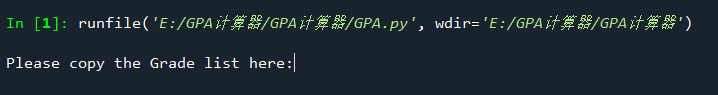 In [1]: runfile('E:/GPA计算器/GPA计算器/GPA.py', wdir='E:/GPA计算器/GPA计算器')
Please copy the Grade list here: